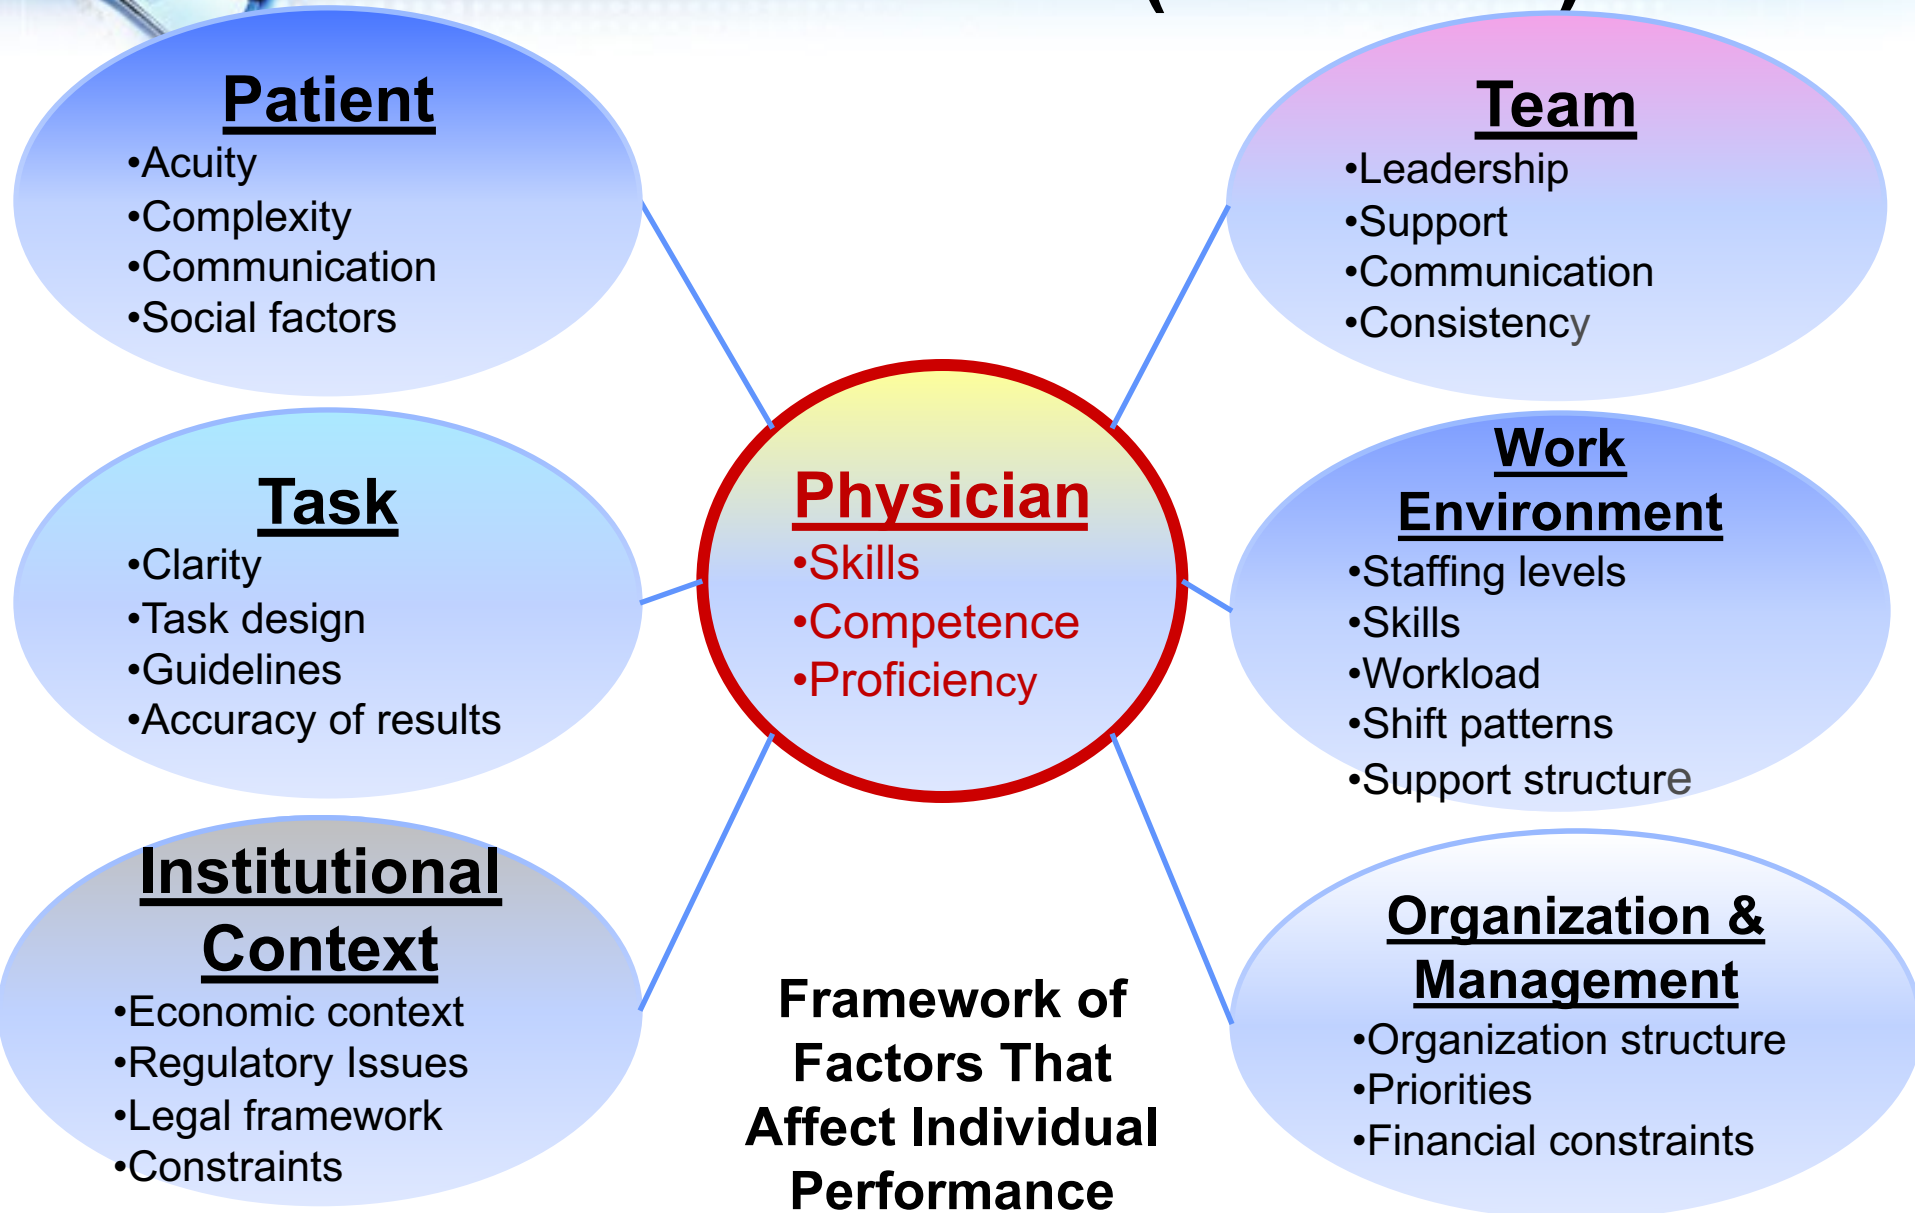 Patient
•Acuity
•Complexity
•Communication
•Social factors
Team
•Leadership
•Support
•Communication
•Consistency
Task
•Clarity
•Task design
•Guidelines
•Accuracy of results
Physician
•Skills
•Competence
•Proficiency
Work
Environment
•Staffing levels
•Skills
•Workload
•Shift patterns
•Support structure
Institutional
Context
•Economic context
•Regulatory Issues
•Legal framework
•Constraints
Framework of
Factors That
Affect Individual
Performance
Organization &
Management
•Organization structure
•Priorities
•Financial constraints